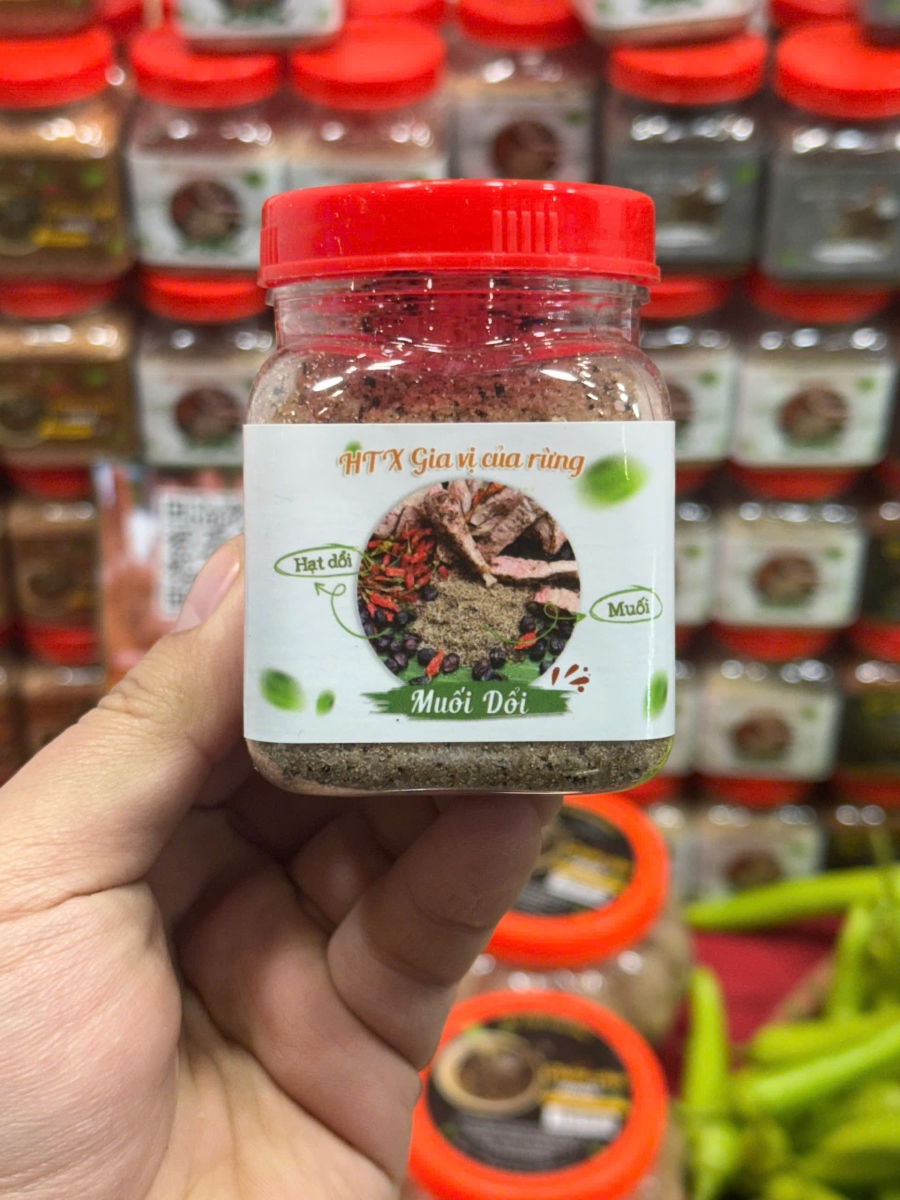 HTX Gia vị của rừng
Hạt dổi
Muối
Muối Dổi